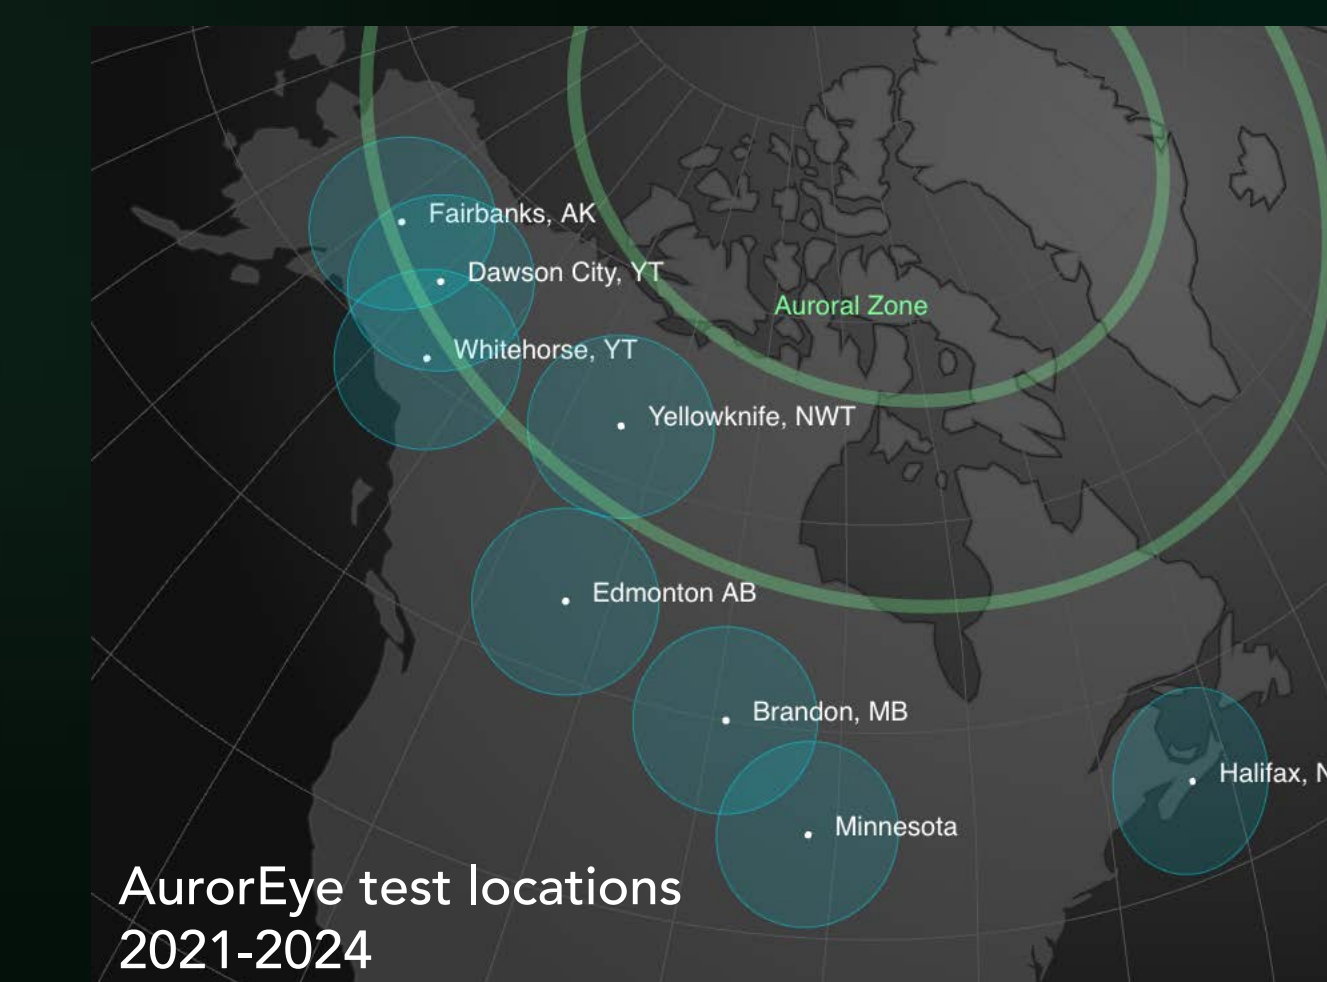 Fairbanks, AK
Dawson City, YT
Auroral Zone
Whitehorse, YT
Yellowknife, NWT
Edmonton AB
Brandon, MB
Halifax, N
Minnesota
AurorEye test locations
2021-2024